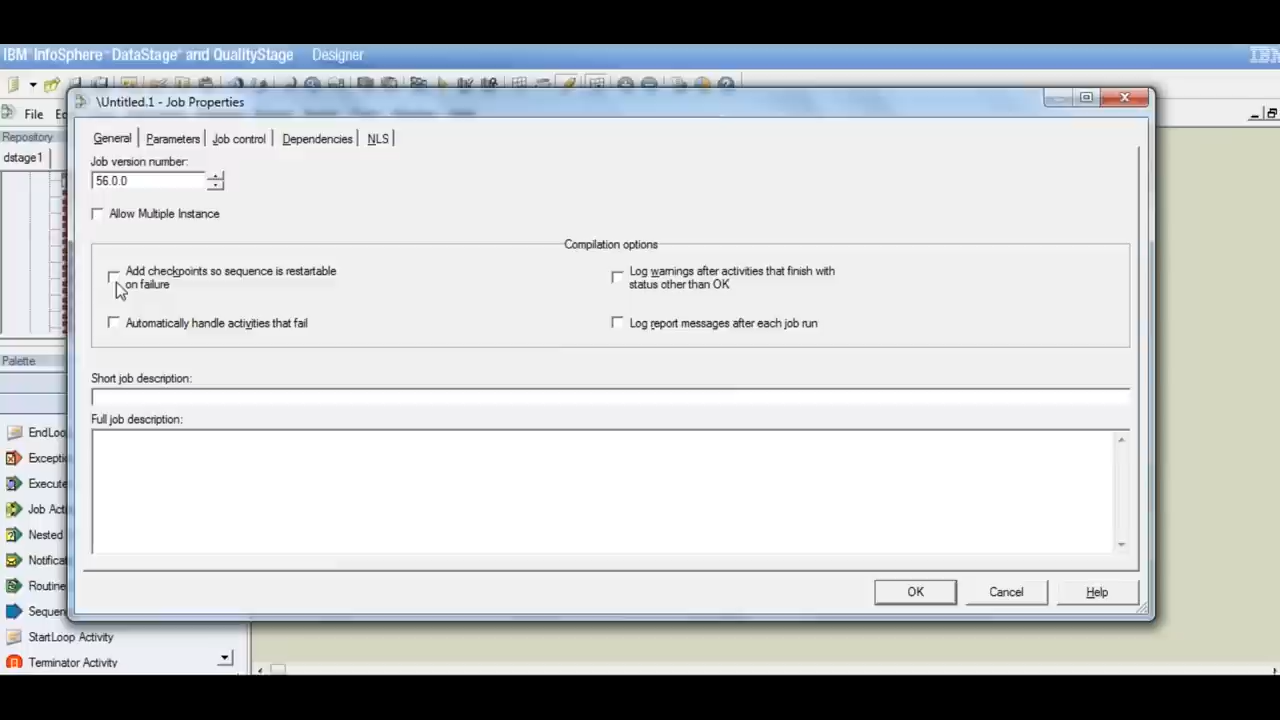 IBM InfoSphere DataStage and QualityStage Designer
IBM
\Untitled.1 - Job Properties
File
Repository
dstage1
General Parameters Job control Dependencies NLS
Job version number:
56.0.0
Allow Multiple Instance
Compilation options
Add checkpoints so sequence is restartable
on failure
Log warnings after activities that finish with
status other than OK
Automatically handle activities that fail
Log report messages after each job run
Palette
Short job description:
Full job description:
EndLoo
Excepti
Execute
Job Act
Nested
Notificat
Routine
Sequen
StartLoop Activity
Terminator Activity
OK Cancel Help